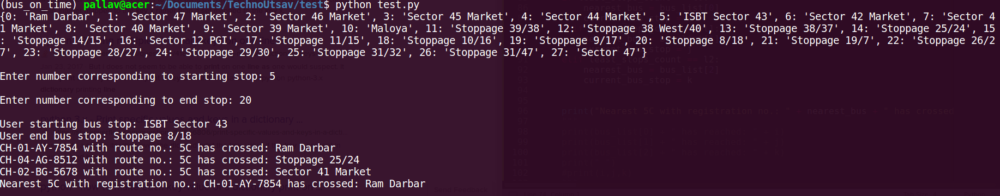 (bus_on_time) pallav@acer:~/Documents/TechnoUtsav/test$ python test.py
{0: 'Ram Darbar', 1: 'Sector 47 Market', 2: 'Sector 46 Market', 3: 'Sector 45 Market', 4: 'Sector 44 Market', 5: 'ISBT Sector 43', 6: 'Sector 42 Market', 7: 'Sector 4
1 Market', 8: 'Sector 40 Market', 9: 'Sector 39 Market', 10: 'Maloya', 11: 'Stoppage 39/38', 12: 'Stoppage 38 West/40', 13: 'Stoppage 38/37', 14: 'Stoppage 25/24', 15
: 'Stoppage 14/15', 16: 'Sector 12 PGI', 17: 'Stoppage 11/15', 18: 'Stoppage 10/16', 19: 'Stoppage 9/17', 20: 'Stoppage 8/18', 21: 'Stoppage 19/7', 22: 'Stoppage 26/2
7', 23: 'Stoppage 28/27', 24: 'Stoppage 29/30', 25: 'Stoppage 31/32', 26: 'Stoppage 31/47', 27: 'Sector 47'}
Enter number corresponding to starting stop: 5
Enter number corresponding to end stop: 20
User starting bus stop: ISBT Sector 43
User end bus stop: Stoppage 8/18
CH-01-AY-7854 with route no.: 5C has crossed: Ram Darbar
CH-04-AG-8512 with route no.: 5C has crossed: Stoppage 25/24
CH-02-BG-5678 with route no.: 5C has crossed: Sector 41 Market
Nearest 5C with registration no.: CH-01-AY-7854 has crossed: Ram Darbar